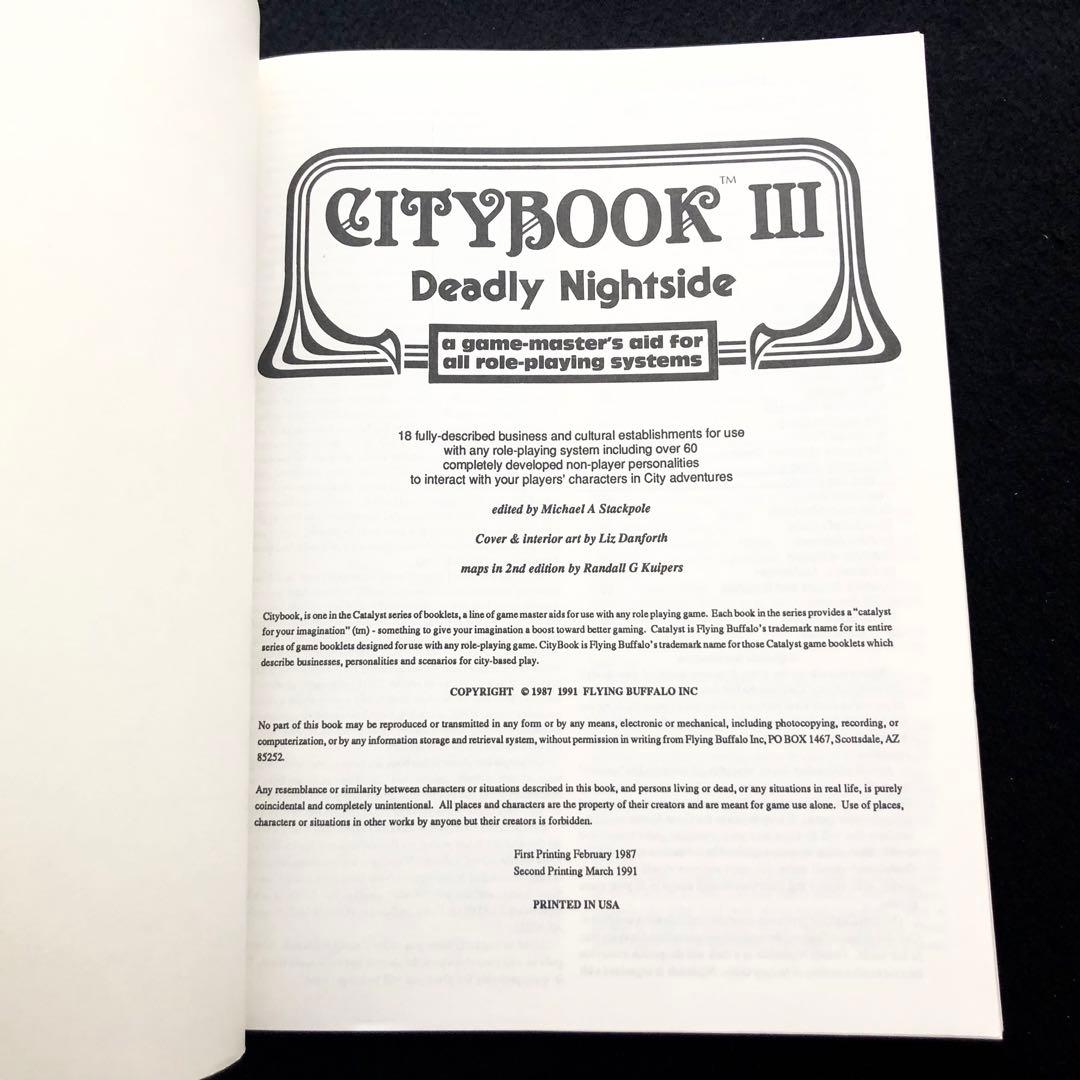 CITYBOOK™ III
Deadly Nightside
a game-master's aid for
all role-playing systems
18 fully-described business and cultural establishments for use
with any role-playing system including over 60
completely developed non-player personalities
to interact with your players' characters in City adventures
edited by Michael A Stackpole
Cover & interior art by Liz Danforth
maps in 2nd edition by Randall G Kuipers
Citybook, is one in the Catalyst series of booklets, a line of game master aids for use with any role playing game. Each book in the series provides a "catalyst
for your imagination" (tm) - something to give your imagination a boost toward better gaming. Catalyst is Flying Buffalo's trademark name for its entire
series of game booklets designed for use with any role-playing game. CityBook is Flying Buffalo's trademark name for those Catalyst game booklets which
describe businesses, personalities and scenarios for city-based play.
COPYRIGHT © 1987 1991 FLYING BUFFALO INC
No part of this book may be reproduced or transmitted in any form or by any means, electronic or mechanical, including photocopying, recording, or
computerization, or by any information storage and retrieval system, without permission in writing from Flying Buffalo Inc, PO BOX 1467, Scottsdale, AZ
85252.
Any resemblance or similarity between characters or situations described in this book, and persons living or dead, or any situations in real life, is purely
coincidental and completely unintentional. All places and characters are the property of their creators and are meant for game use alone. Use of places,
characters or situations in other works by anyone but their creators is forbidden.
First Printing February 1987
Second Printing March 1991
PRINTED IN USA